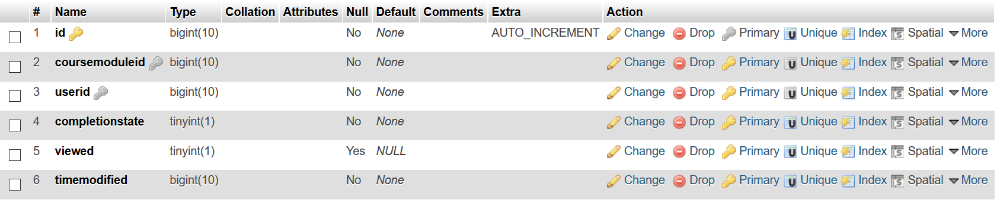 # Name Type Collation Attributes Null Default Comments Extra Action
1 id bigint(10) No None AUTO_INCREMENT Change Drop Primary Unique Index Spatial More
2 coursemoduleid bigint(10) No None Change Drop Primary Unique Index Spatial More
3 userid bigint(10) No None Change Drop Primary Unique Index Spatial More
4 completionstate tinyint(1) No None Change Drop Primary Unique Index Spatial More
5 viewed tinyint(1) Yes NULL Change Drop Primary Unique Index Spatial More
6 timemodified bigint(10) No None Change Drop Primary Unique Index Spatial More